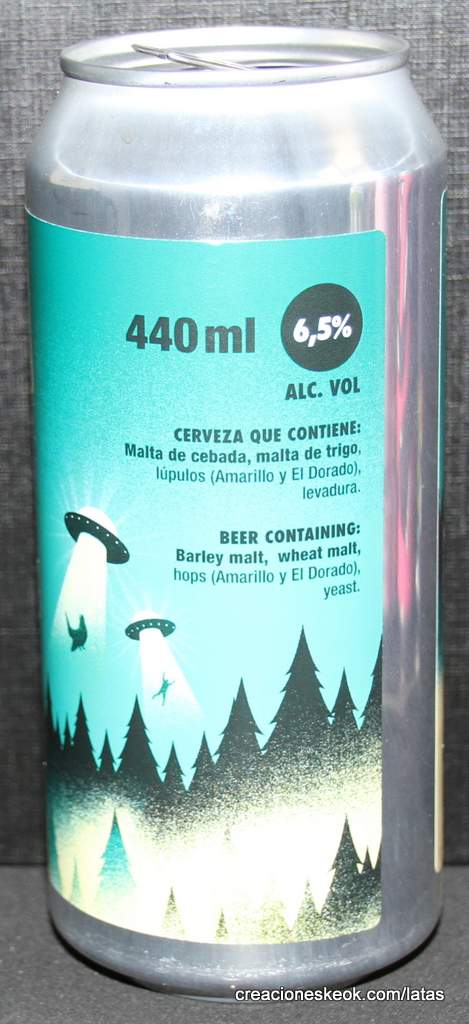 440 ml
6,5%
ALC. VOL
CERVEZA QUE CONTIENE:
Malta de cebada, malta de trigo,
lúpulos (Amarillo y El Dorado),
levadura.
BEER CONTAINING:
Barley malt, wheat malt,
hops (Amarillo y El Dorado),
yeast.
creacioneskeok.com/latas